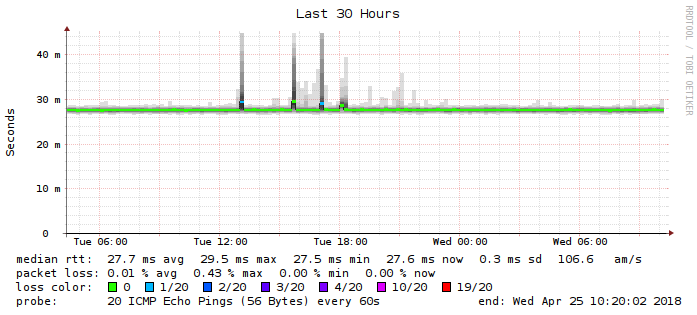 Last 30 Hours
RRDTOOL / TOBI OETIKER
Seconds
40 m
30 m
20 m
10 m
0
Tue 06:00 Tue 12:00 Tue 18:00 Wed 00:00 Wed 06:00
median rtt: 27.7 ms avg 29.5 ms max 27.5 ms min 27.6 ms now 0.3 ms sd 106.6 am/s
packet loss: 0.01 % avg 0.43 % max 0.00 % min 0.00 % now
loss color: 0 1/20 2/20 3/20 4/20 10/20 19/20
probe: 20 ICMP Echo Pings (56 Bytes) every 60s end: Wed Apr 25 10:20:02 2018